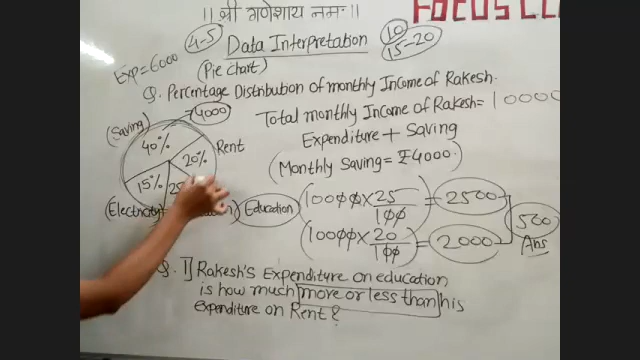 || श्री गणेशाय नमः ||
FOCUS CL
4-5
Data Interpretation
10
15-20
Exp=6000
(Pie chart)
Q. Percentage Distribution of monthly Income of Rakesh.
4000
Total monthly Income of Rakesh = 10000
(Saving)
Expenditure + Saving
40%
20%
Rent
(Monthly Saving = ₹4000)
15%
25
(Electricity)
Education
(10000 × 25/100) = 2500
(10000 × 20/100) = 2000
500
Ans
Q. 1] Rakesh's Expenditure on education
is how much more or less than his
expenditure on Rent?